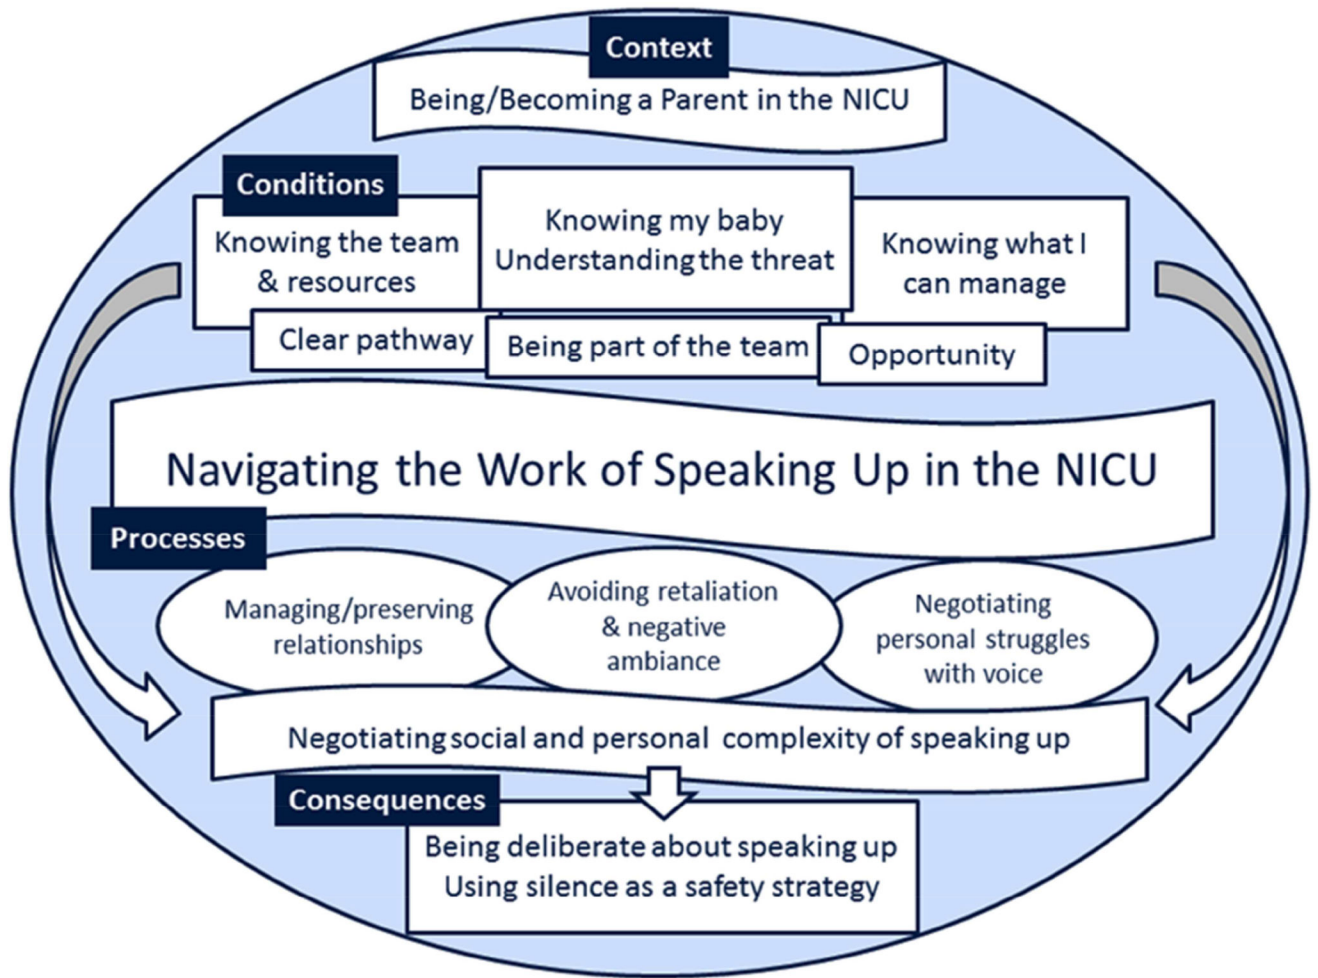 Context
Being/Becoming a Parent in the NICU
Conditions
Knowing the team
& resources
Knowing my baby
Understanding the threat
Knowing what I
can manage
Clear pathway
Being part of the team
Opportunity
Navigating the Work of Speaking Up in the NICU
Processes
Managing/preserving
relationships
Avoiding retaliation
& negative
ambiance
Negotiating
personal struggles
with voice
Negotiating social and personal complexity of speaking up
Consequences
Being deliberate about speaking up
Using silence as a safety strategy